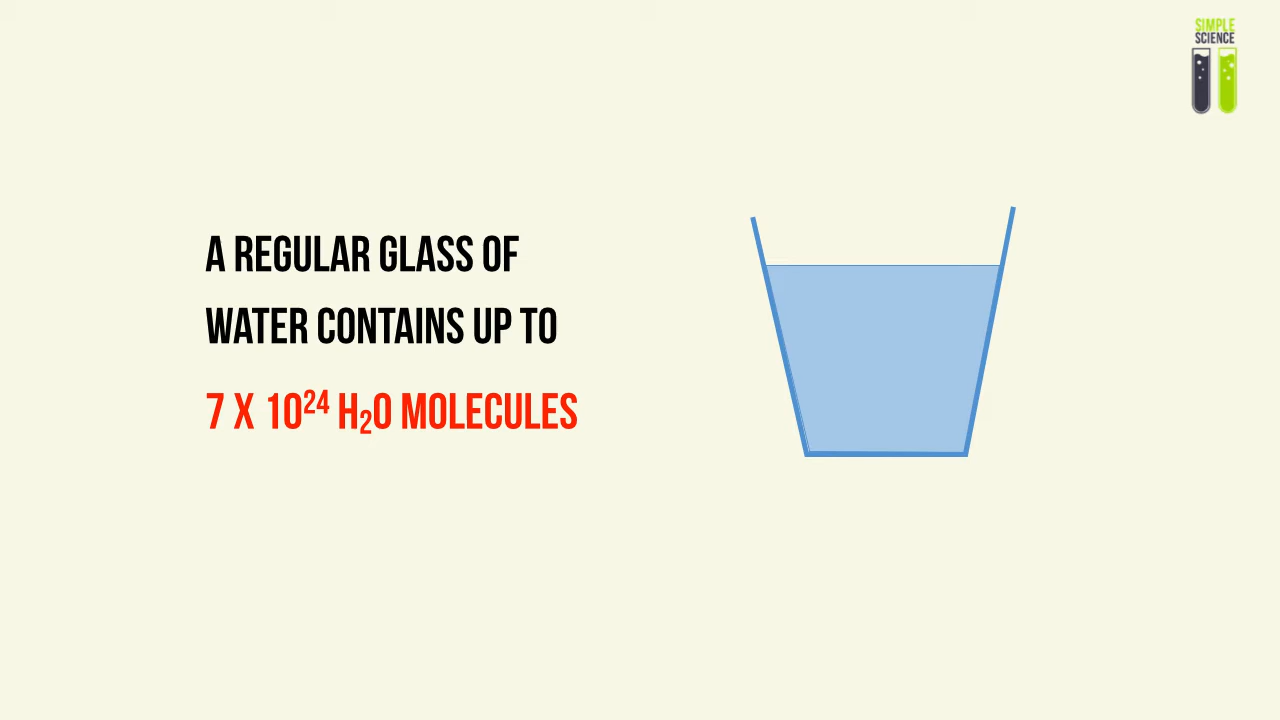 SIMPLE
SCIENCE
A REGULAR GLASS OF
WATER CONTAINS UP TO
7 X 10²⁴ H₂O MOLECULES